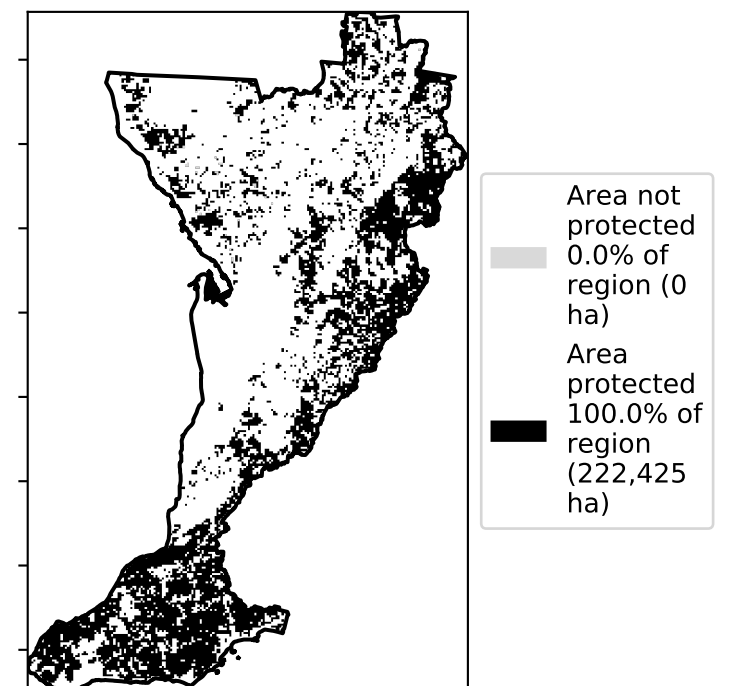 Area not
protected
0.0% of
region (0
ha)
Area
protected
100.0% of
region
(222,425
ha)